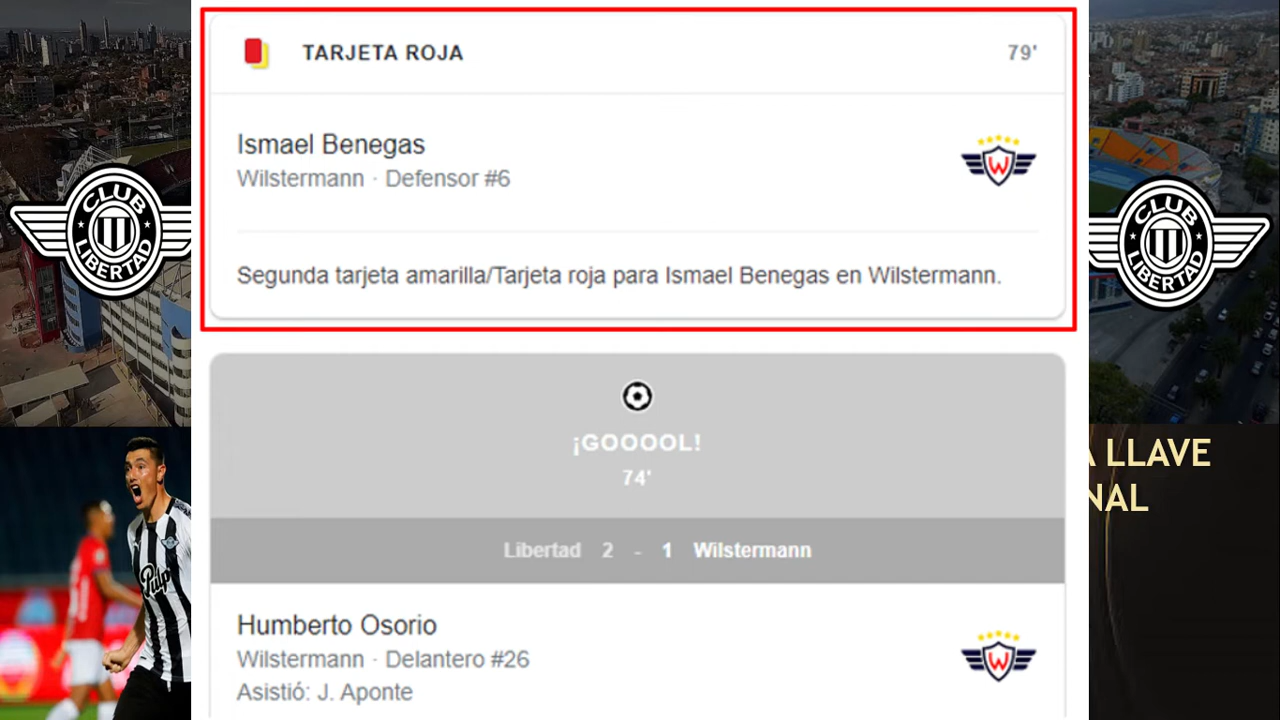 TARJETA ROJA
79'
Ismael Benegas
Wilstermann · Defensor #6
W
Segunda tarjeta amarilla/Tarjeta roja para Ismael Benegas en Wilstermann.
¡GOOOOL!
74'
Libertad 2 - 1 Wilstermann
Humberto Osorio
Wilstermann · Delantero #26
Asistió: J. Aponte
W
CLUB
LIBERTAD
CLUB
LIBERTAD
LLAVE
Pulp